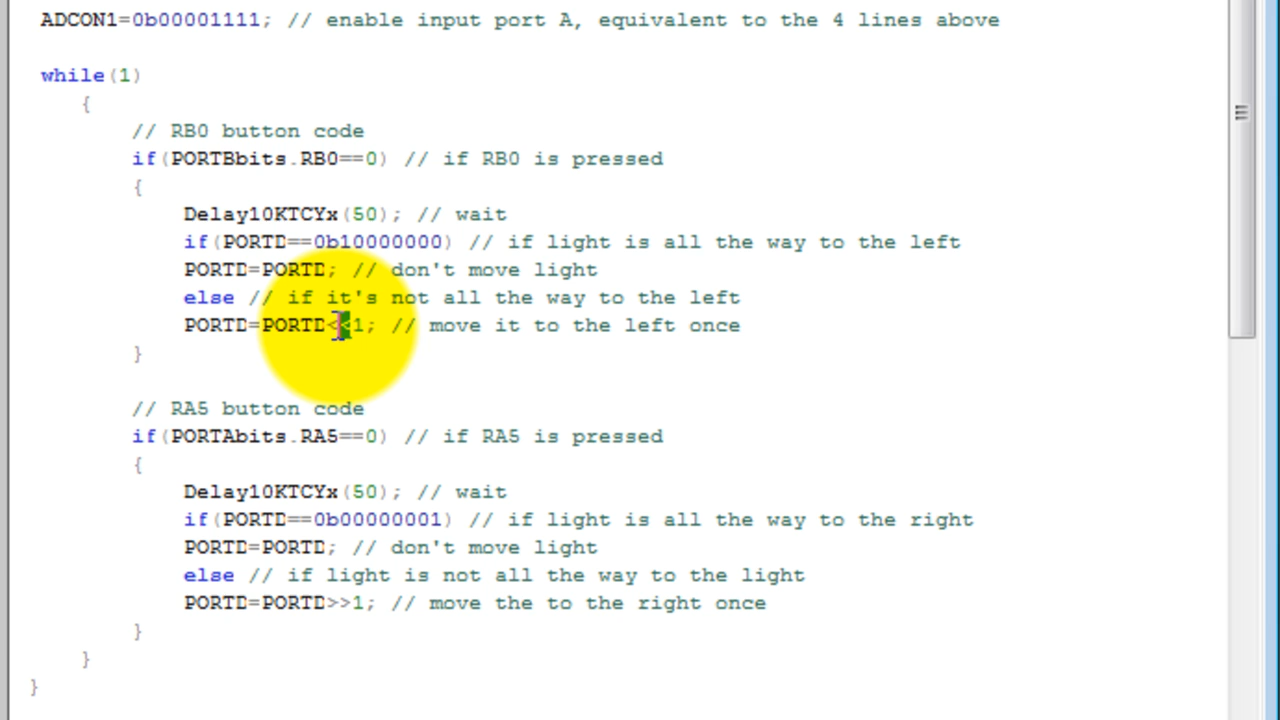 ADCON1=0b00001111; // enable input port A, equivalent to the 4 lines above
while(1)
{
// RB0 button code
if(PORTBbits.RB0==0) // if RB0 is pressed
{
Delay10KTCYx(50); // wait
if(PORTD==0b10000000) // if light is all the way to the left
PORTD=PORTD; // don't move light
else // if it's not all the way to the left
PORTD=PORTD<<1; // move it to the left once
}
// RA5 button code
if(PORTAbits.RA5==0) // if RA5 is pressed
{
Delay10KTCYx(50); // wait
if(PORTD==0b00000001) // if light is all the way to the right
PORTD=PORTD; // don't move light
else // if light is not all the way to the light
PORTD=PORTD>>1; // move the to the right once
}
}
}